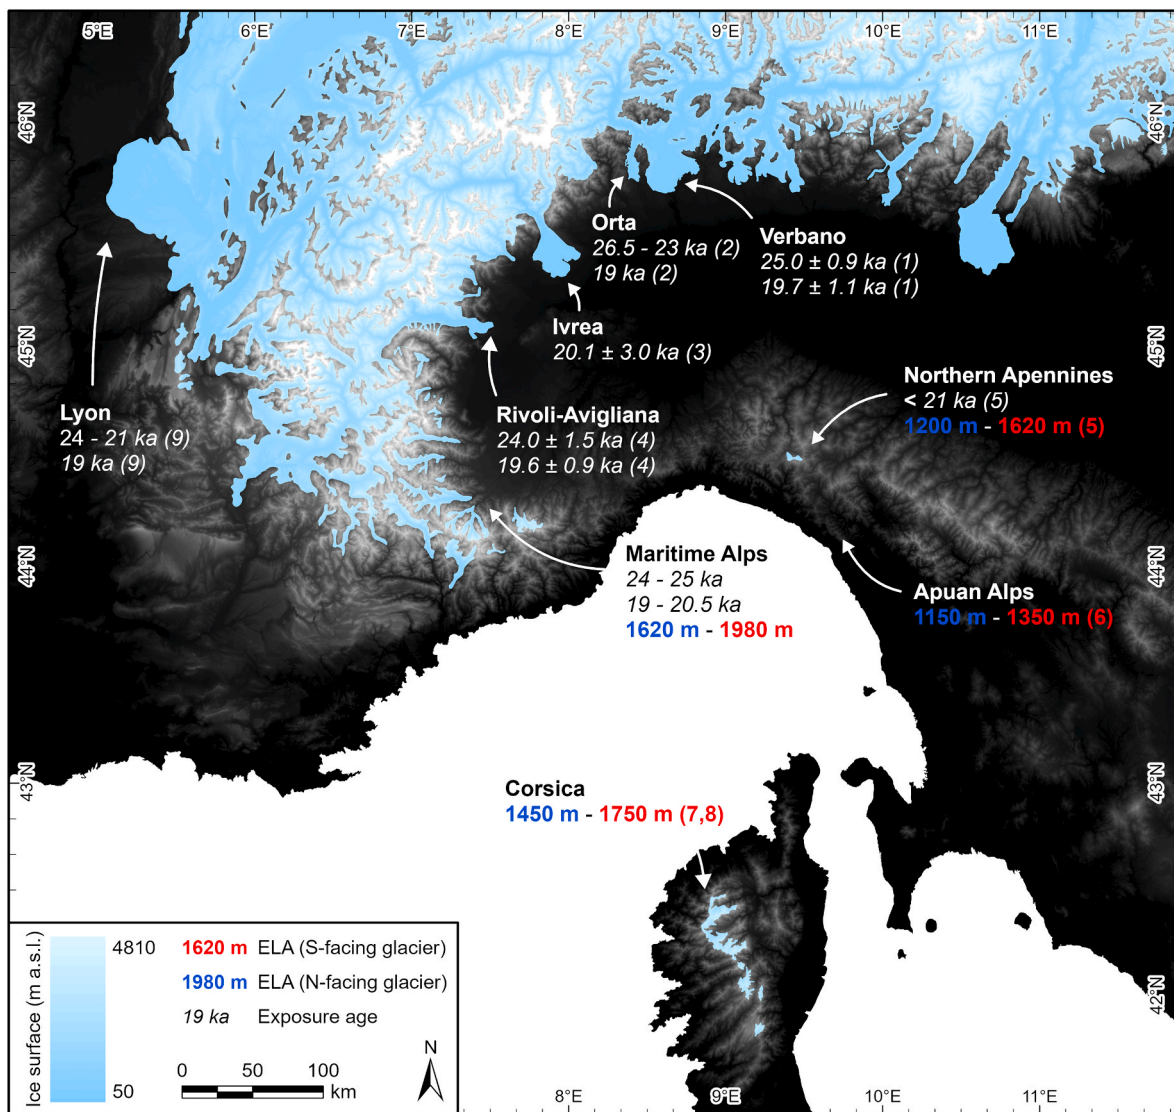 5°E 6°E 7°E 8°E 9°E 10°E 11°E
46°N
46°N
Orta
26.5 - 23 ka (2)
19 ka (2)
Verbano
25.0 ± 0.9 ka (1)
19.7 ± 1.1 ka (1)
Ivrea
20.1 ± 3.0 ka (3)
45°N
45°N
Lyon
24 - 21 ka (9)
19 ka (9)
Rivoli-Avigliana
24.0 ± 1.5 ka (4)
19.6 ± 0.9 ka (4)
Northern Apennines
< 21 ka (5)
1200 m - 1620 m (5)
44°N
44°N
Maritime Alps
24 - 25 ka
19 - 20.5 ka
1620 m - 1980 m
Apuan Alps
1150 m - 1350 m (6)
43°N
43°N
Corsica
1450 m - 1750 m (7,8)
42°N
Ice surface (m a.s.l.)
4810
50
1620 m ELA (S-facing glacier)
1980 m ELA (N-facing glacier)
19 ka Exposure age
0 50 100
km
N
8°E 9°E 10°E 11°E